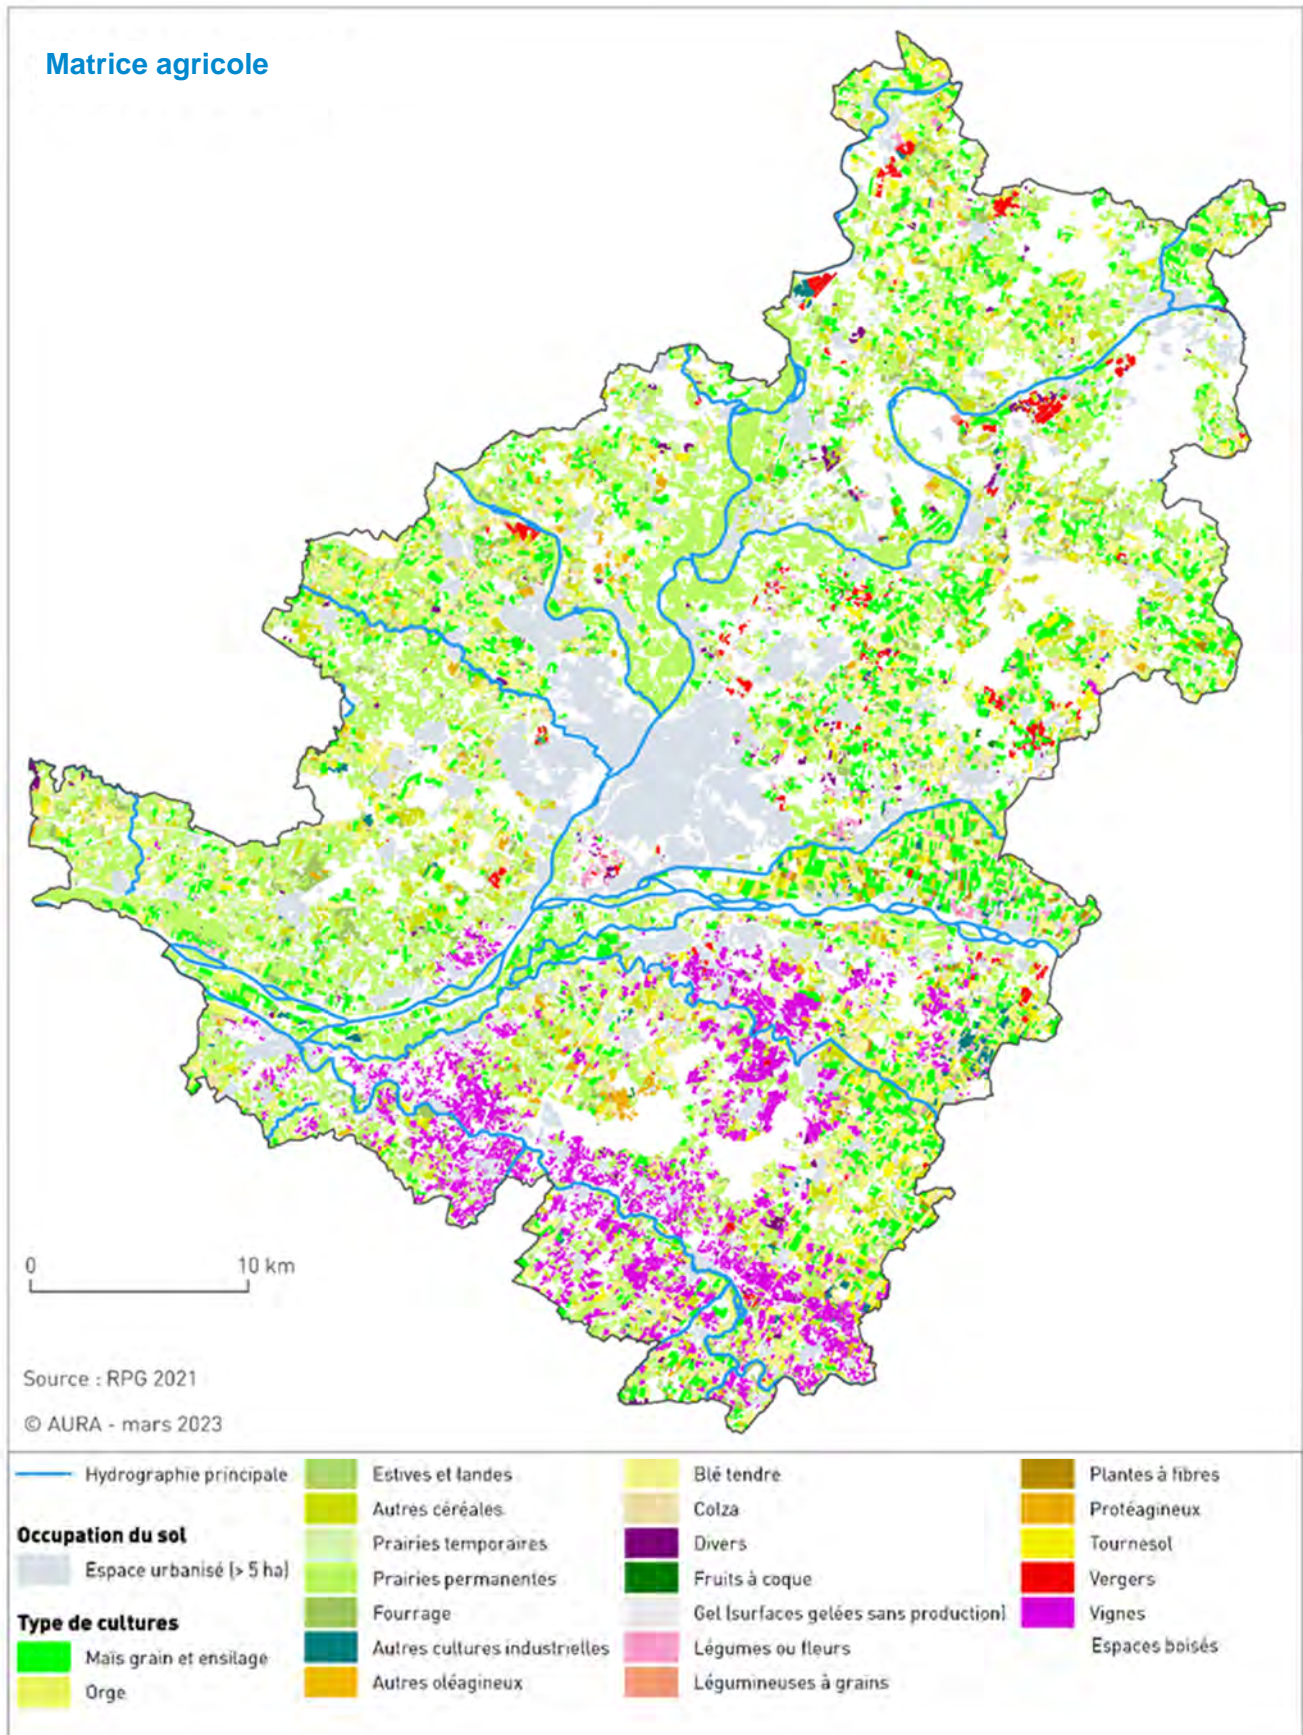 Matrice agricole
0 10 km
Source : RPG 2021
© AURA - mars 2023
Hydrographie principale
Occupation du sol
Espace urbanisé (> 5 ha)
Type de cultures
Maïs grain et ensilage
Orge
Estives et landes
Autres céréales
Prairies temporaires
Prairies permanentes
Fourrage
Autres cultures industrielles
Autres oléagineux
Blé tendre
Colza
Divers
Fruits à coque
Gel (surfaces gelées sans production)
Légumes ou fleurs
Légumineuses à grains
Plantes à fibres
Protéagineux
Tournesol
Vergers
Vignes
Espaces boisés